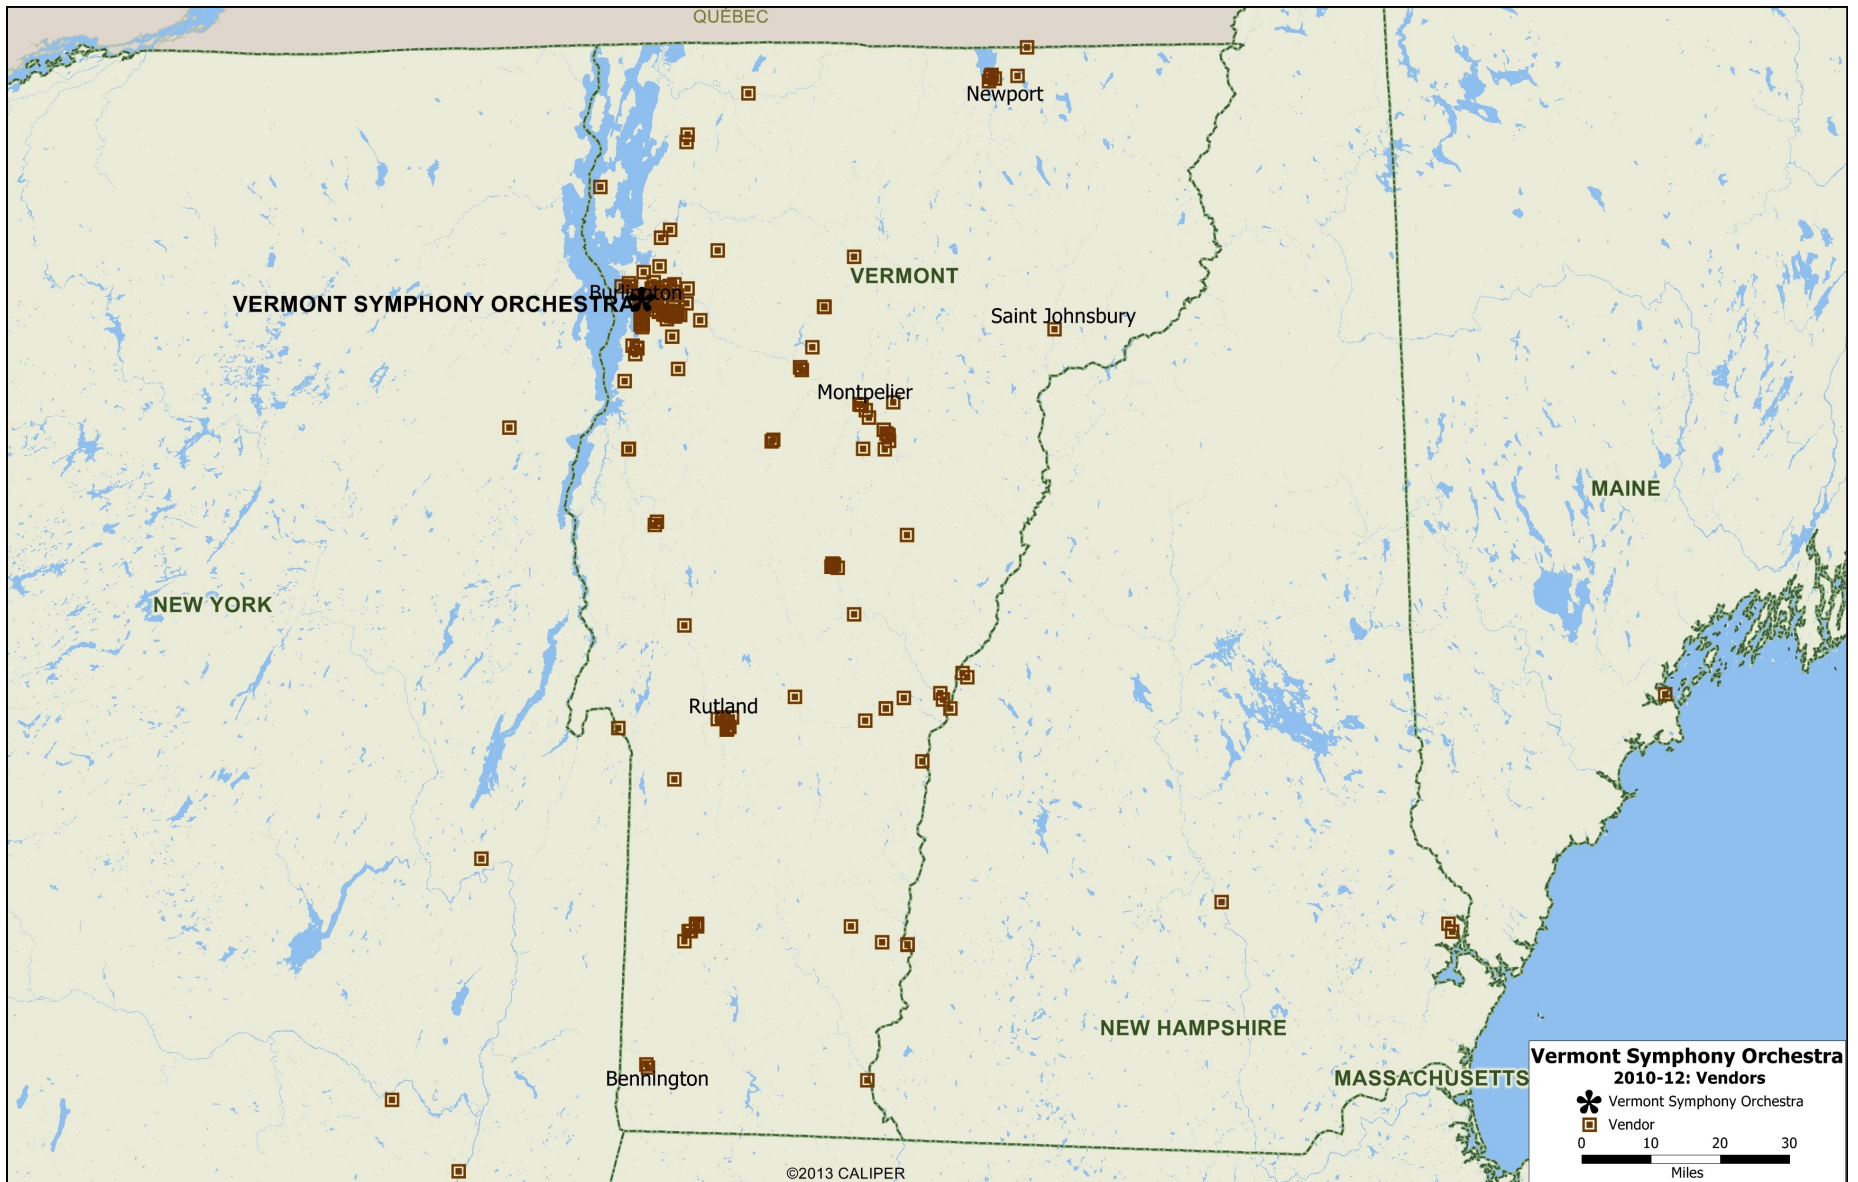 QUÉBEC
Newport
VERMONT
Burlington
VERMONT SYMPHONY ORCHESTRA
Saint Johnsbury
Montpelier
MAINE
NEW YORK
Rutland
NEW HAMPSHIRE
Bennington
MASSACHUSETTS
Vermont Symphony Orchestra
2010-12: Vendors
Vermont Symphony Orchestra
Vendor
0 10 20 30
Miles
©2013 CALIPER